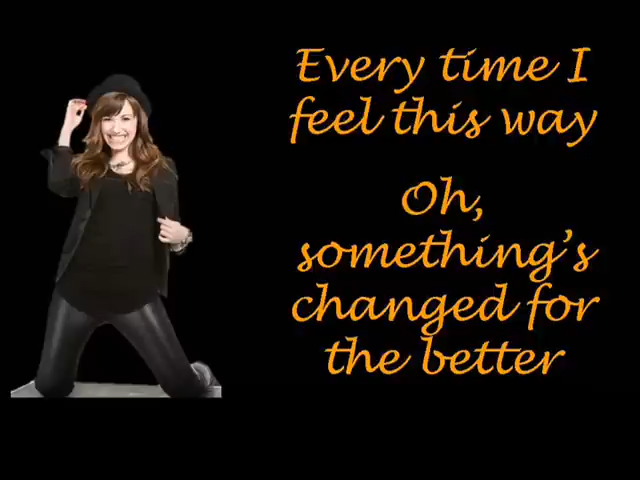 Every time I
feel this way
Oh,
something's
changed for
the better